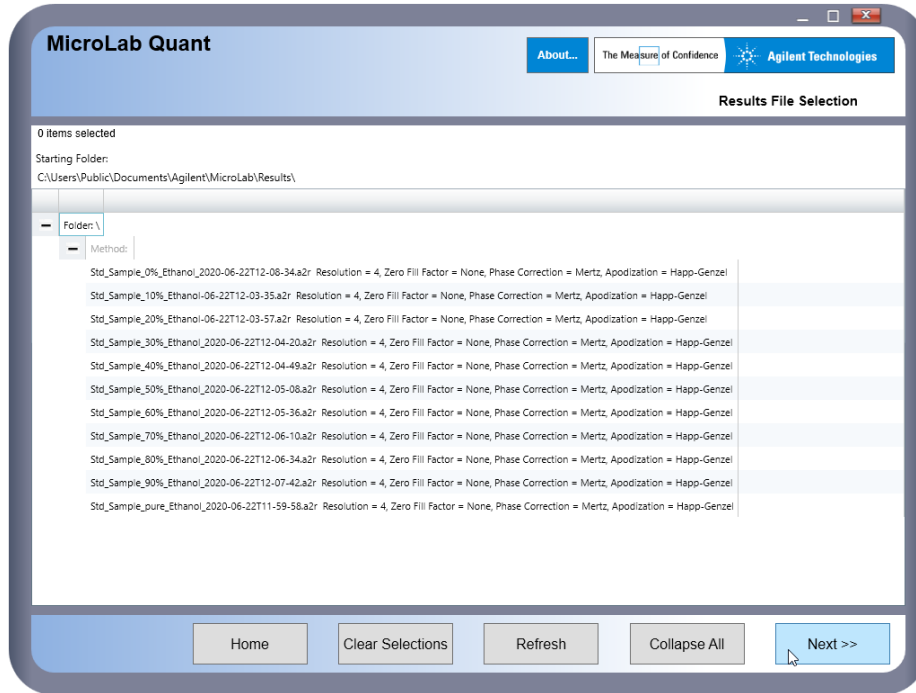 MicroLab Quant
About...
The Measure of Confidence
Agilent Technologies
Results File Selection
0 items selected
Starting Folder:
C:\Users\Public\Documents\Agilent\MicroLab\Results\
Folder: \
Method:
Std_Sample_0%_Ethanol_2020-06-22T12-08-34.a2r Resolution = 4, Zero Fill Factor = None, Phase Correction = Mertz, Apodization = Happ-Genzel
Std_Sample_10%_Ethanol-06-22T12-03-35.a2r Resolution = 4, Zero Fill Factor = None, Phase Correction = Mertz, Apodization = Happ-Genzel
Std_Sample_20%_Ethanol-06-22T12-03-57.a2r Resolution = 4, Zero Fill Factor = None, Phase Correction = Mertz, Apodization = Happ-Genzel
Std_Sample_30%_Ethanol_2020-06-22T12-04-20.a2r Resolution = 4, Zero Fill Factor = None, Phase Correction = Mertz, Apodization = Happ-Genzel
Std_Sample_40%_Ethanol_2020-06-22T12-04-49.a2r Resolution = 4, Zero Fill Factor = None, Phase Correction = Mertz, Apodization = Happ-Genzel
Std_Sample_50%_Ethanol_2020-06-22T12-05-08.a2r Resolution = 4, Zero Fill Factor = None, Phase Correction = Mertz, Apodization = Happ-Genzel
Std_Sample_60%_Ethanol_2020-06-22T12-05-36.a2r Resolution = 4, Zero Fill Factor = None, Phase Correction = Mertz, Apodization = Happ-Genzel
Std_Sample_70%_Ethanol_2020-06-22T12-06-10.a2r Resolution = 4, Zero Fill Factor = None, Phase Correction = Mertz, Apodization = Happ-Genzel
Std_Sample_80%_Ethanol_2020-06-22T12-06-34.a2r Resolution = 4, Zero Fill Factor = None, Phase Correction = Mertz, Apodization = Happ-Genzel
Std_Sample_90%_Ethanol_2020-06-22T12-07-42.a2r Resolution = 4, Zero Fill Factor = None, Phase Correction = Mertz, Apodization = Happ-Genzel
Std_Sample_pure_Ethanol_2020-06-22T11-59-58.a2r Resolution = 4, Zero Fill Factor = None, Phase Correction = Mertz, Apodization = Happ-Genzel
Home
Clear Selections
Refresh
Collapse All
Next >>